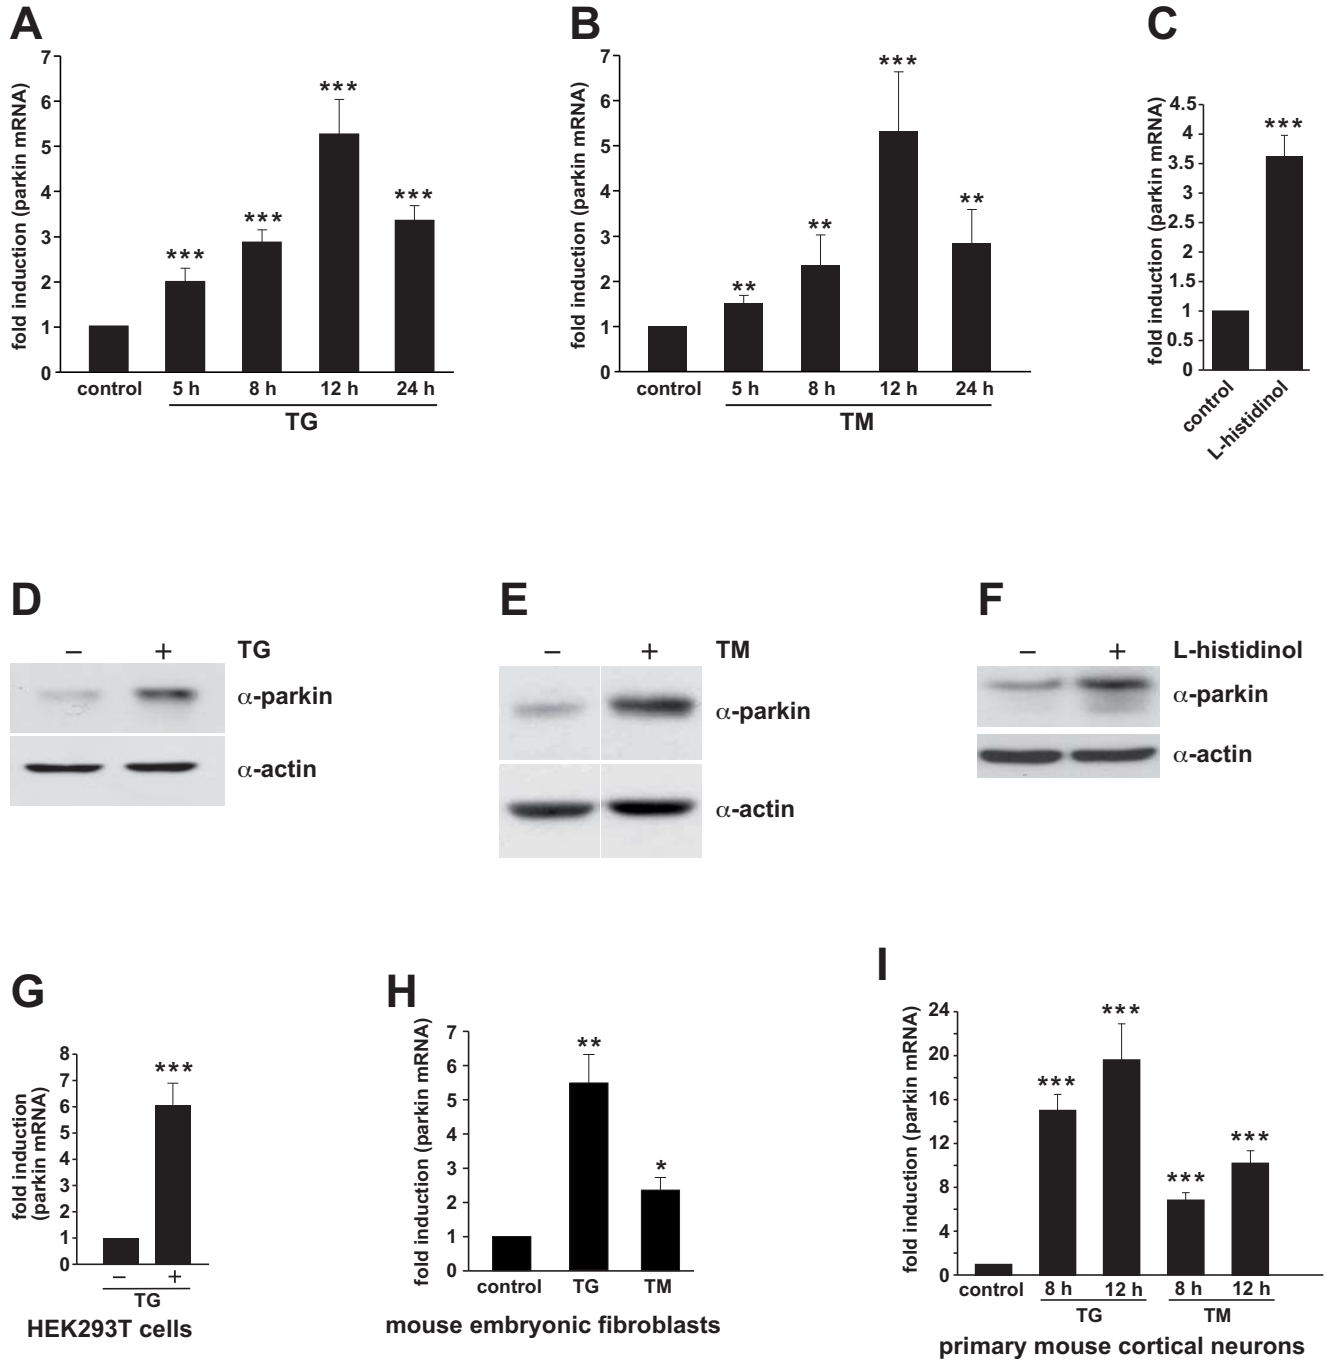 A
fold induction (parkin mRNA)
7
6
5
4
3
2
1
0
***
***
***
***
control 5 h 8 h 12 h 24 h
TG
B
fold induction (parkin mRNA)
7
6
5
4
3
2
1
0
**
**
***
**
control 5 h 8 h 12 h 24 h
TM
C
fold induction (parkin mRNA)
4.5
4
3.5
3
2.5
2
1.5
1
0.5
0
***
control
L-histidinol
D
– + TG
α-parkin
α-actin
E
– + TM
α-parkin
α-actin
F
– + L-histidinol
α-parkin
α-actin
G
fold induction
(parkin mRNA)
8
7
6
5
4
3
2
1
0
***
– +
TG
HEK293T cells
H
fold induction (parkin mRNA)
7
6
5
4
3
2
1
0
**
*
control TG TM
mouse embryonic fibroblasts
I
fold induction (parkin mRNA)
24
20
16
12
8
4
0
***
***
***
***
control 8 h 12 h 8 h 12 h
TG TM
primary mouse cortical neurons